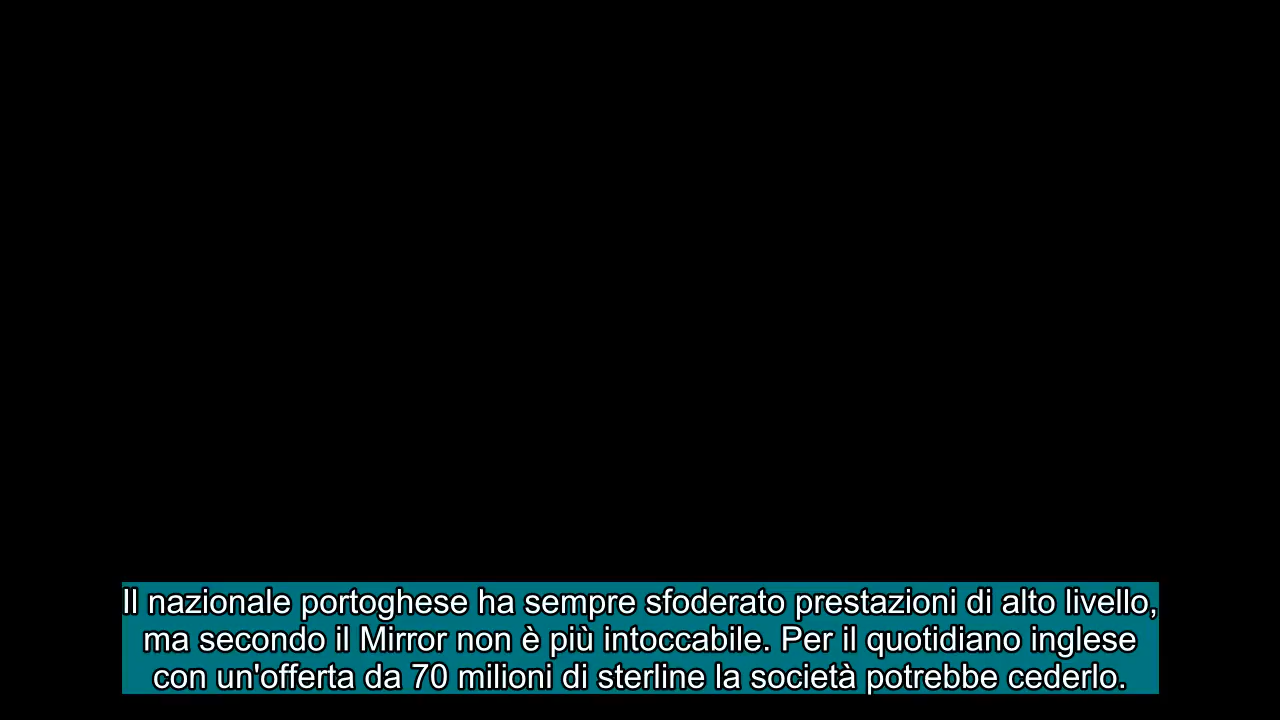 Il nazionale portoghese ha sempre sfoderato prestazioni di alto livello,
ma secondo il Mirror non è più intoccabile. Per il quotidiano inglese
con un'offerta da 70 milioni di sterline la società potrebbe cederlo.